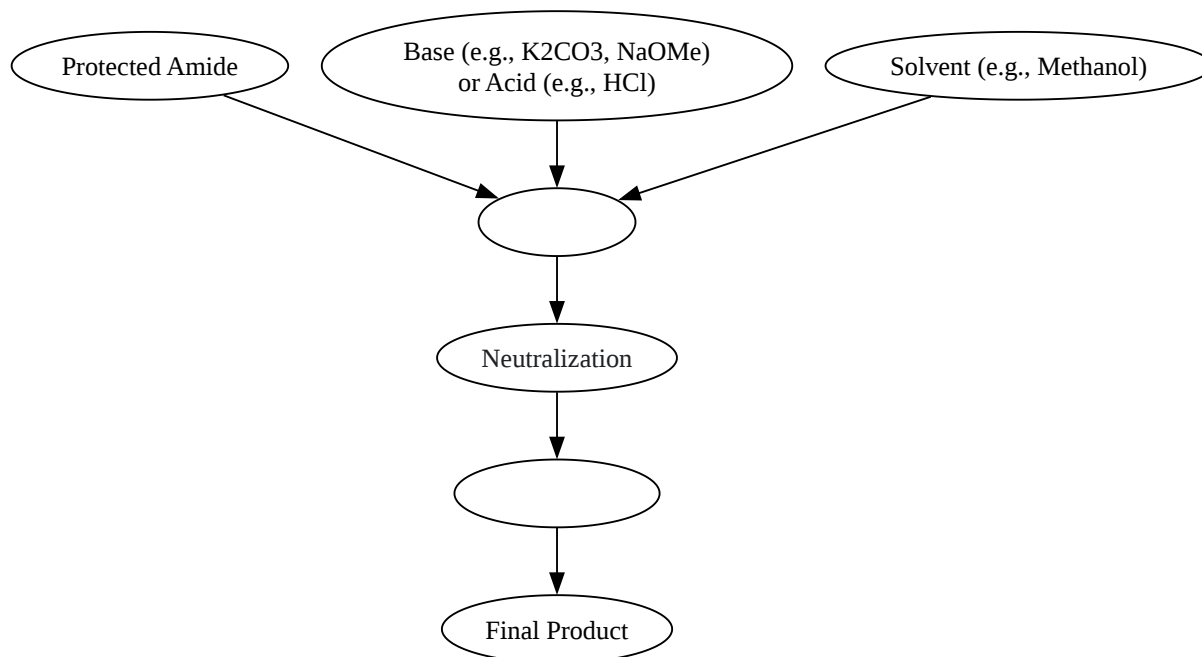 Protected Amide
Base (e.g., K2CO3, NaOMe)
or Acid (e.g., HCl)
Solvent (e.g., Methanol)
Neutralization
Final Product